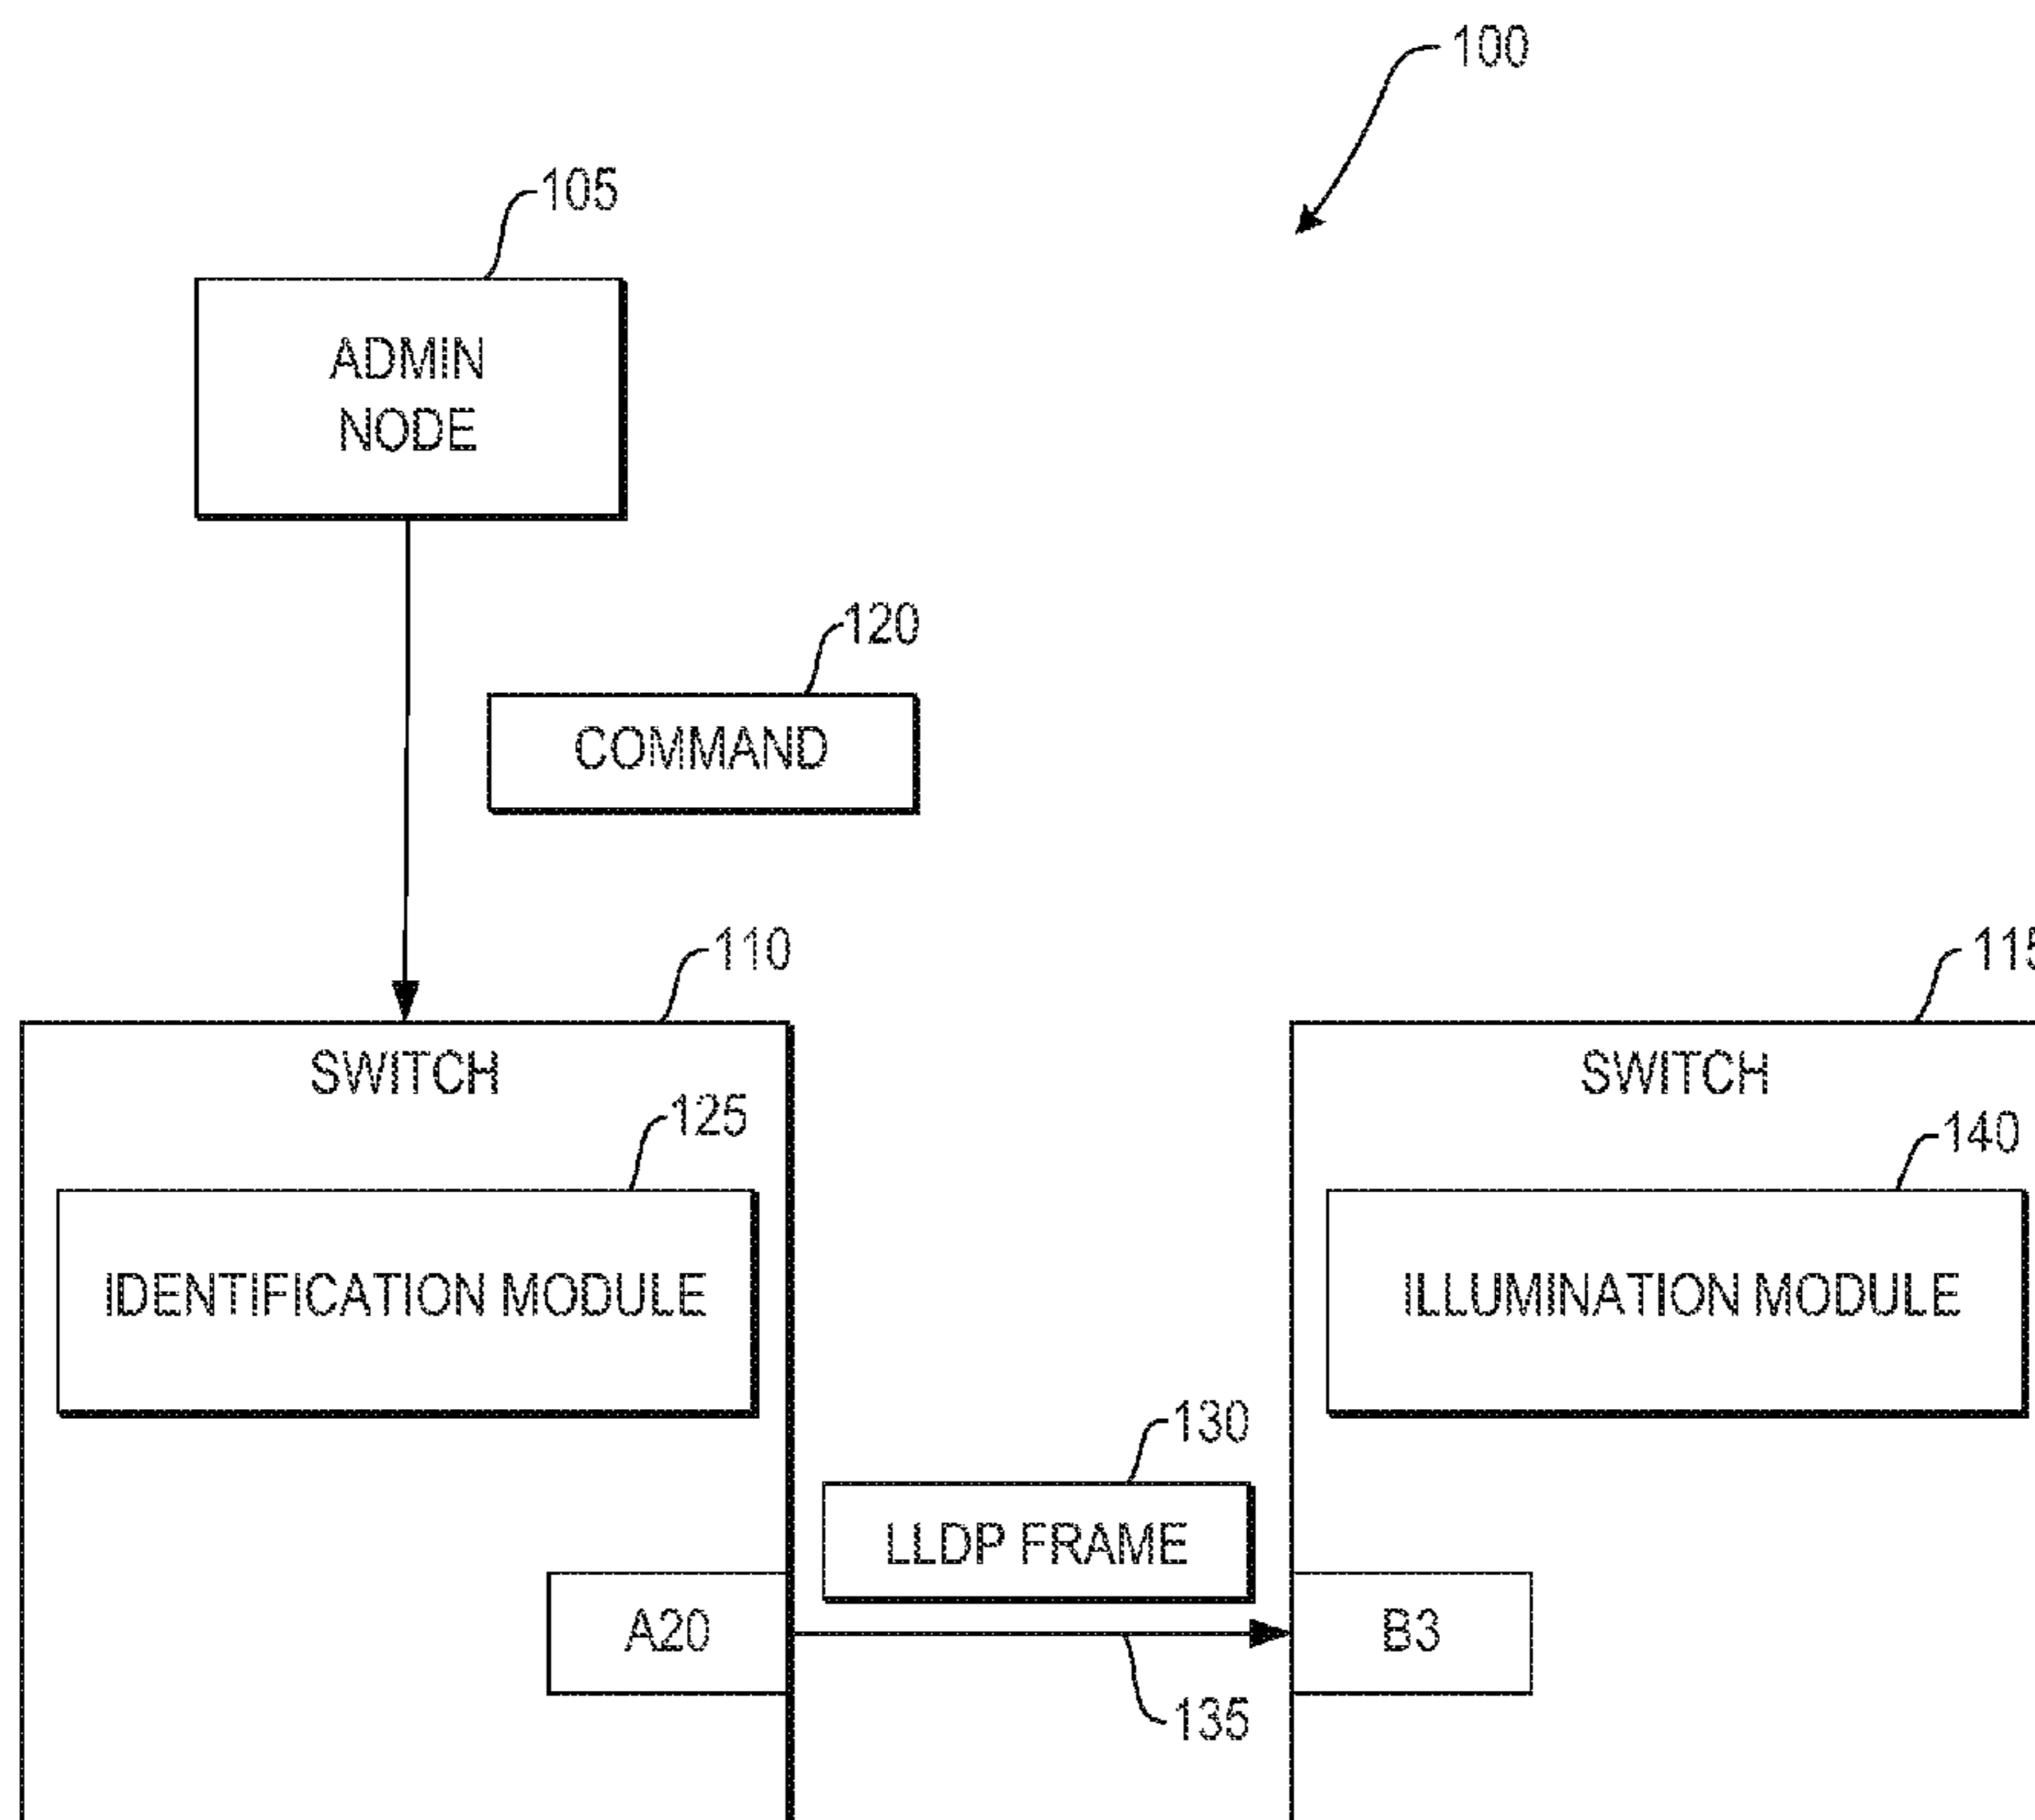 100
105
ADMIN
NODE
120
COMMAND
110
115
SWITCH
SWITCH
125
140
IDENTIFICATION MODULE
ILLUMINATION MODULE
130
LLDP FRAME
A20
B3
135